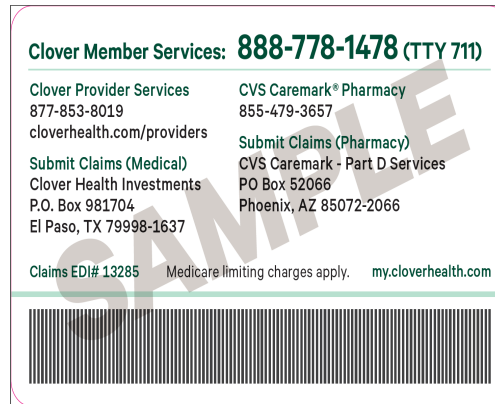 Clover Member Services: 888-778-1478 (TTY 711)
Clover Provider Services
877-853-8019
cloverhealth.com/providers
Submit Claims (Medical)
Clover Health Investments
P.O. Box 981704
El Paso, TX 79998-1637
CVS Caremark® Pharmacy
855-479-3657
Submit Claims (Pharmacy)
CVS Caremark - Part D Services
PO Box 52066
Phoenix, AZ 85072-2066
Claims EDI# 13285 Medicare limiting charges apply. my.cloverhealth.com
SAMPLE